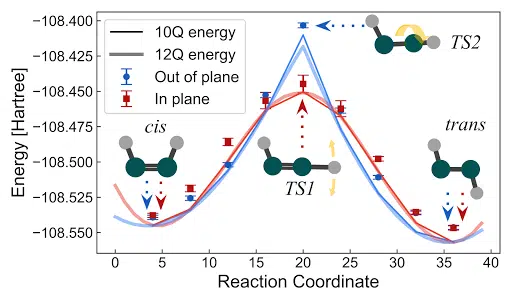 −108.400
−108.425
−108.450
−108.475
−108.500
−108.525
−108.550
Energy [Hartree]
10Q energy
12Q energy
Out of plane
In plane
TS2
cis
TS1
trans
0 5 10 15 20 25 30 35 40
Reaction Coordinate